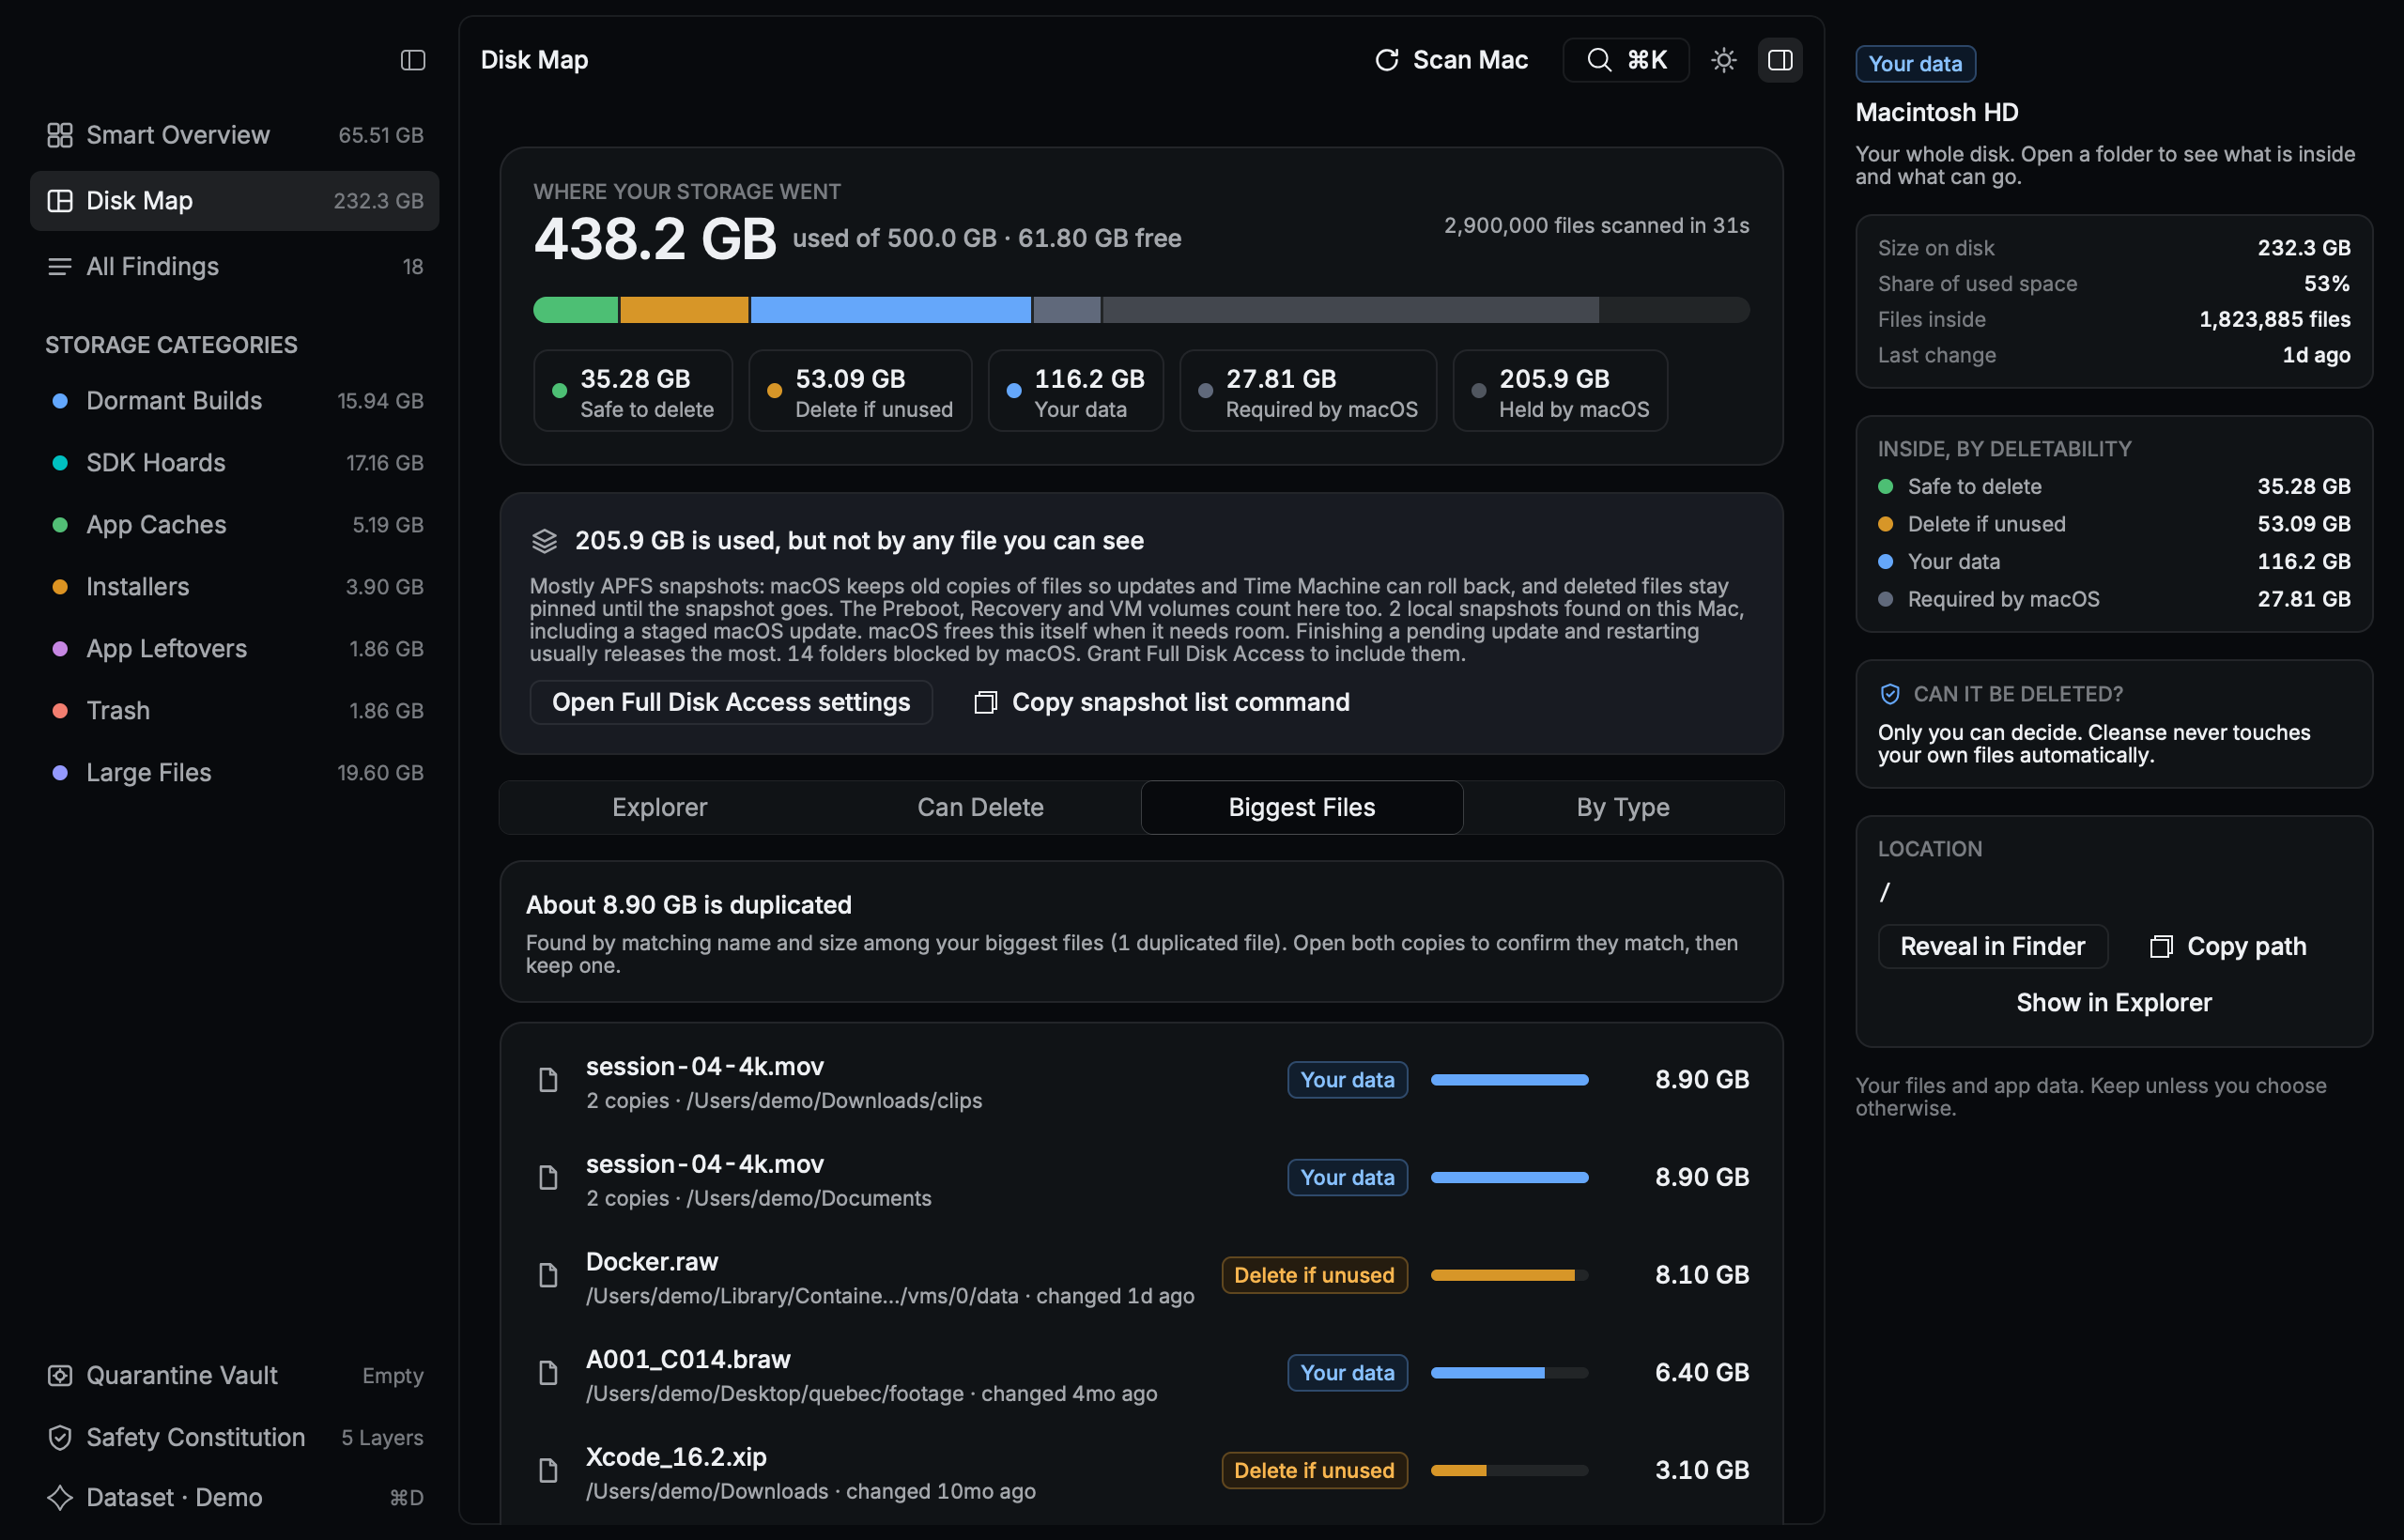 Smart Overview 65.51 GB
Disk Map 232.3 GB
All Findings 18
STORAGE CATEGORIES
Dormant Builds 15.94 GB
SDK Hoards 17.16 GB
App Caches 5.19 GB
Installers 3.90 GB
App Leftovers 1.86 GB
Trash 1.86 GB
Large Files 19.60 GB
Quarantine Vault Empty
Safety Constitution 5 Layers
Dataset · Demo ⌘D
Disk Map
Scan Mac
⌘K
WHERE YOUR STORAGE WENT
438.2 GB used of 500.0 GB · 61.80 GB free
2,900,000 files scanned in 31s
35.28 GB
Safe to delete
53.09 GB
Delete if unused
116.2 GB
Your data
27.81 GB
Required by macOS
205.9 GB
Held by macOS
205.9 GB is used, but not by any file you can see
Mostly APFS snapshots: macOS keeps old copies of files so updates and Time Machine can roll back, and deleted files stay
pinned until the snapshot goes. The Preboot, Recovery and VM volumes count here too. 2 local snapshots found on this Mac,
including a staged macOS update. macOS frees this itself when it needs room. Finishing a pending update and restarting
usually releases the most. 14 folders blocked by macOS. Grant Full Disk Access to include them.
Open Full Disk Access settings
Copy snapshot list command
Explorer
Can Delete
Biggest Files
By Type
About 8.90 GB is duplicated
Found by matching name and size among your biggest files (1 duplicated file). Open both copies to confirm they match, then
keep one.
session-04-4k.mov
2 copies · /Users/demo/Downloads/clips
Your data
8.90 GB
session-04-4k.mov
2 copies · /Users/demo/Documents
Your data
8.90 GB
Docker.raw
/Users/demo/Library/Containe.../vms/0/data · changed 1d ago
Delete if unused
8.10 GB
A001_C014.braw
/Users/demo/Desktop/quebec/footage · changed 4mo ago
Your data
6.40 GB
Xcode_16.2.xip
/Users/demo/Downloads · changed 10mo ago
Delete if unused
3.10 GB
Your data
Macintosh HD
Your whole disk. Open a folder to see what is inside
and what can go.
Size on disk 232.3 GB
Share of used space 53%
Files inside 1,823,885 files
Last change 1d ago
INSIDE, BY DELETABILITY
Safe to delete 35.28 GB
Delete if unused 53.09 GB
Your data 116.2 GB
Required by macOS 27.81 GB
CAN IT BE DELETED?
Only you can decide. Cleanse never touches
your own files automatically.
LOCATION
/
Reveal in Finder
Copy path
Show in Explorer
Your files and app data. Keep unless you choose
otherwise.